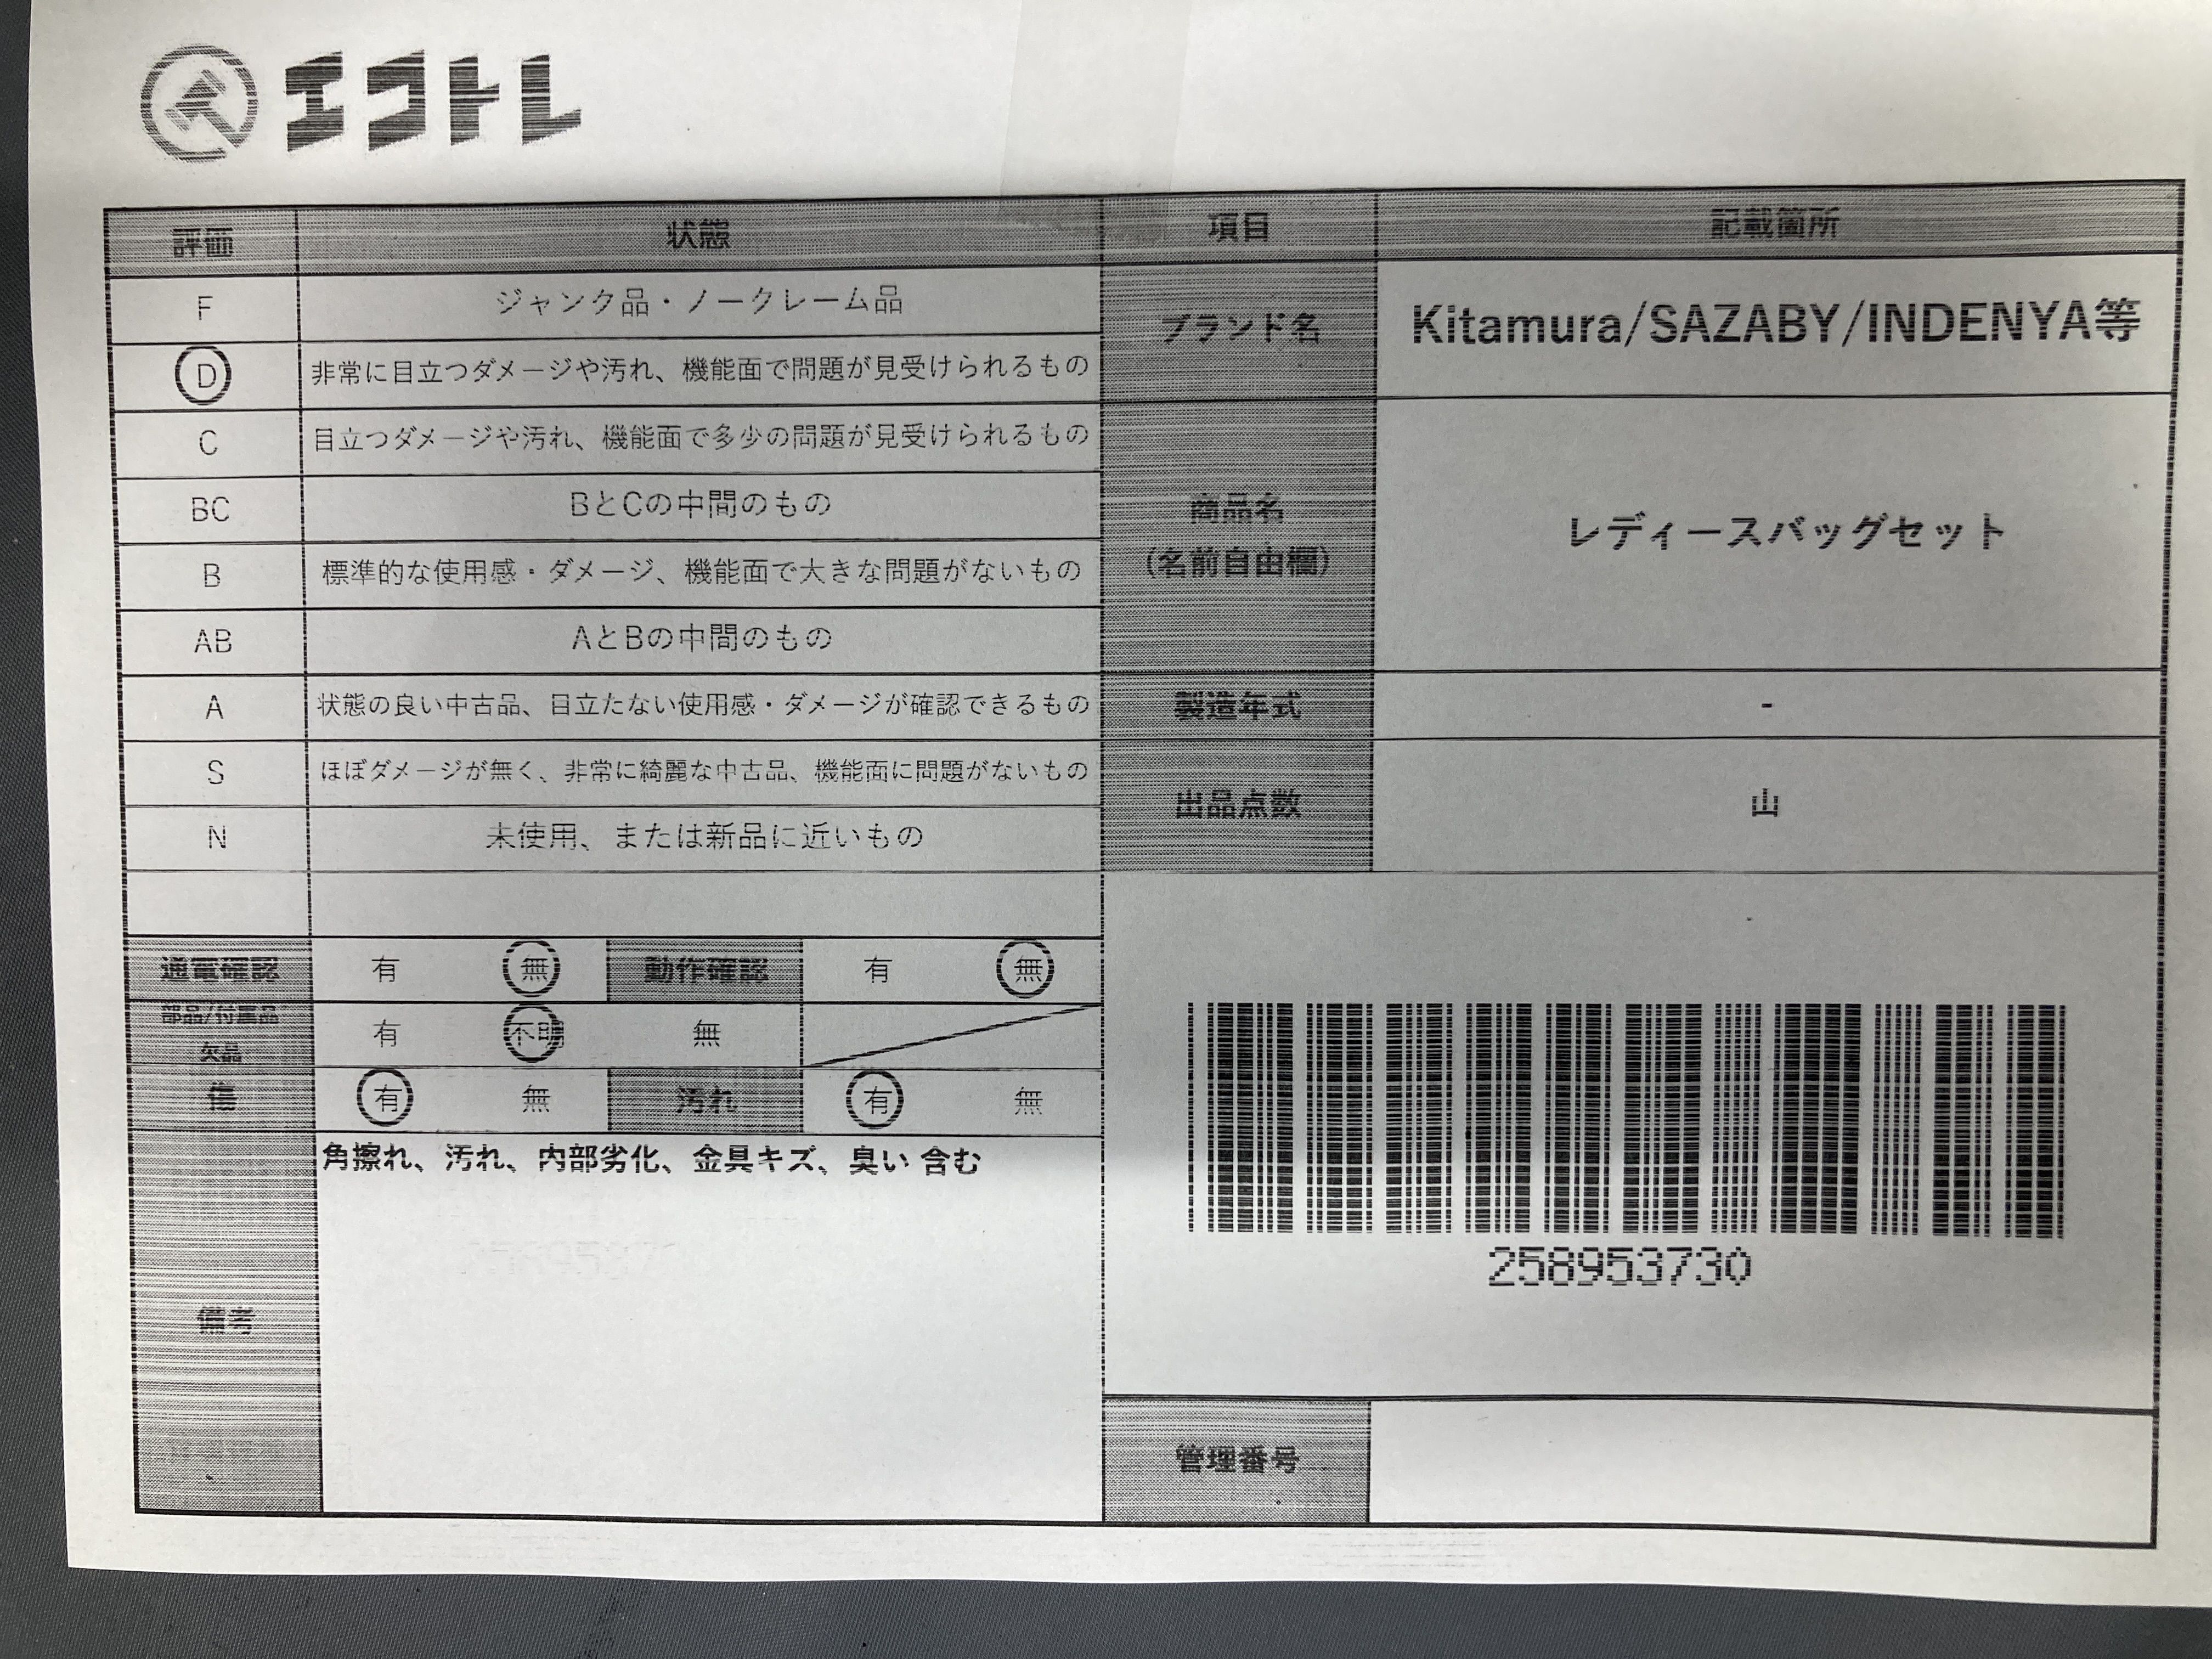 エコトレ
評価 状態 項目 記載箇所
F ジャンク品・ノークレーム品
D 非常に目立つダメージや汚れ、機能面で問題が見受けられるもの
C 目立つダメージや汚れ、機能面で多少の問題が見受けられるもの
BC BとCの中間のもの
B 標準的な使用感・ダメージ、機能面で大きな問題がないもの
AB AとBの中間のもの
A 状態の良い中古品、目立たない使用感・ダメージが確認できるもの
S ほぼダメージが無く、非常に綺麗な中古品、機能面に問題がないもの
N 未使用、または新品に近いもの
ブランド名 Kitamura/SAZABY/INDENYA等
商品名
(名前自由欄)
レディースバッグセット
製造年式 -
出品点数 山
通電確認 有 無 動作確認 有 無
部品/付属品
欠品
有 不明 無
傷 有 無 汚れ 有 無
備考
角擦れ、汚れ、内部劣化、金具キズ、臭い 含む
258953730
管理番号